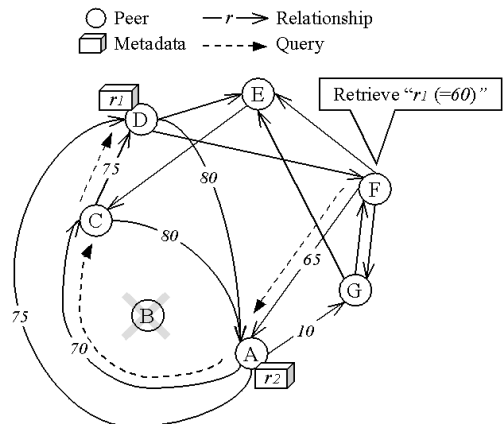 Peer
r
Relationship
Metadata
Query
r1
E
Retrieve “r1 (=60)”
D
75
80
F
C
80
65
G
B
75
70
10
A
r2